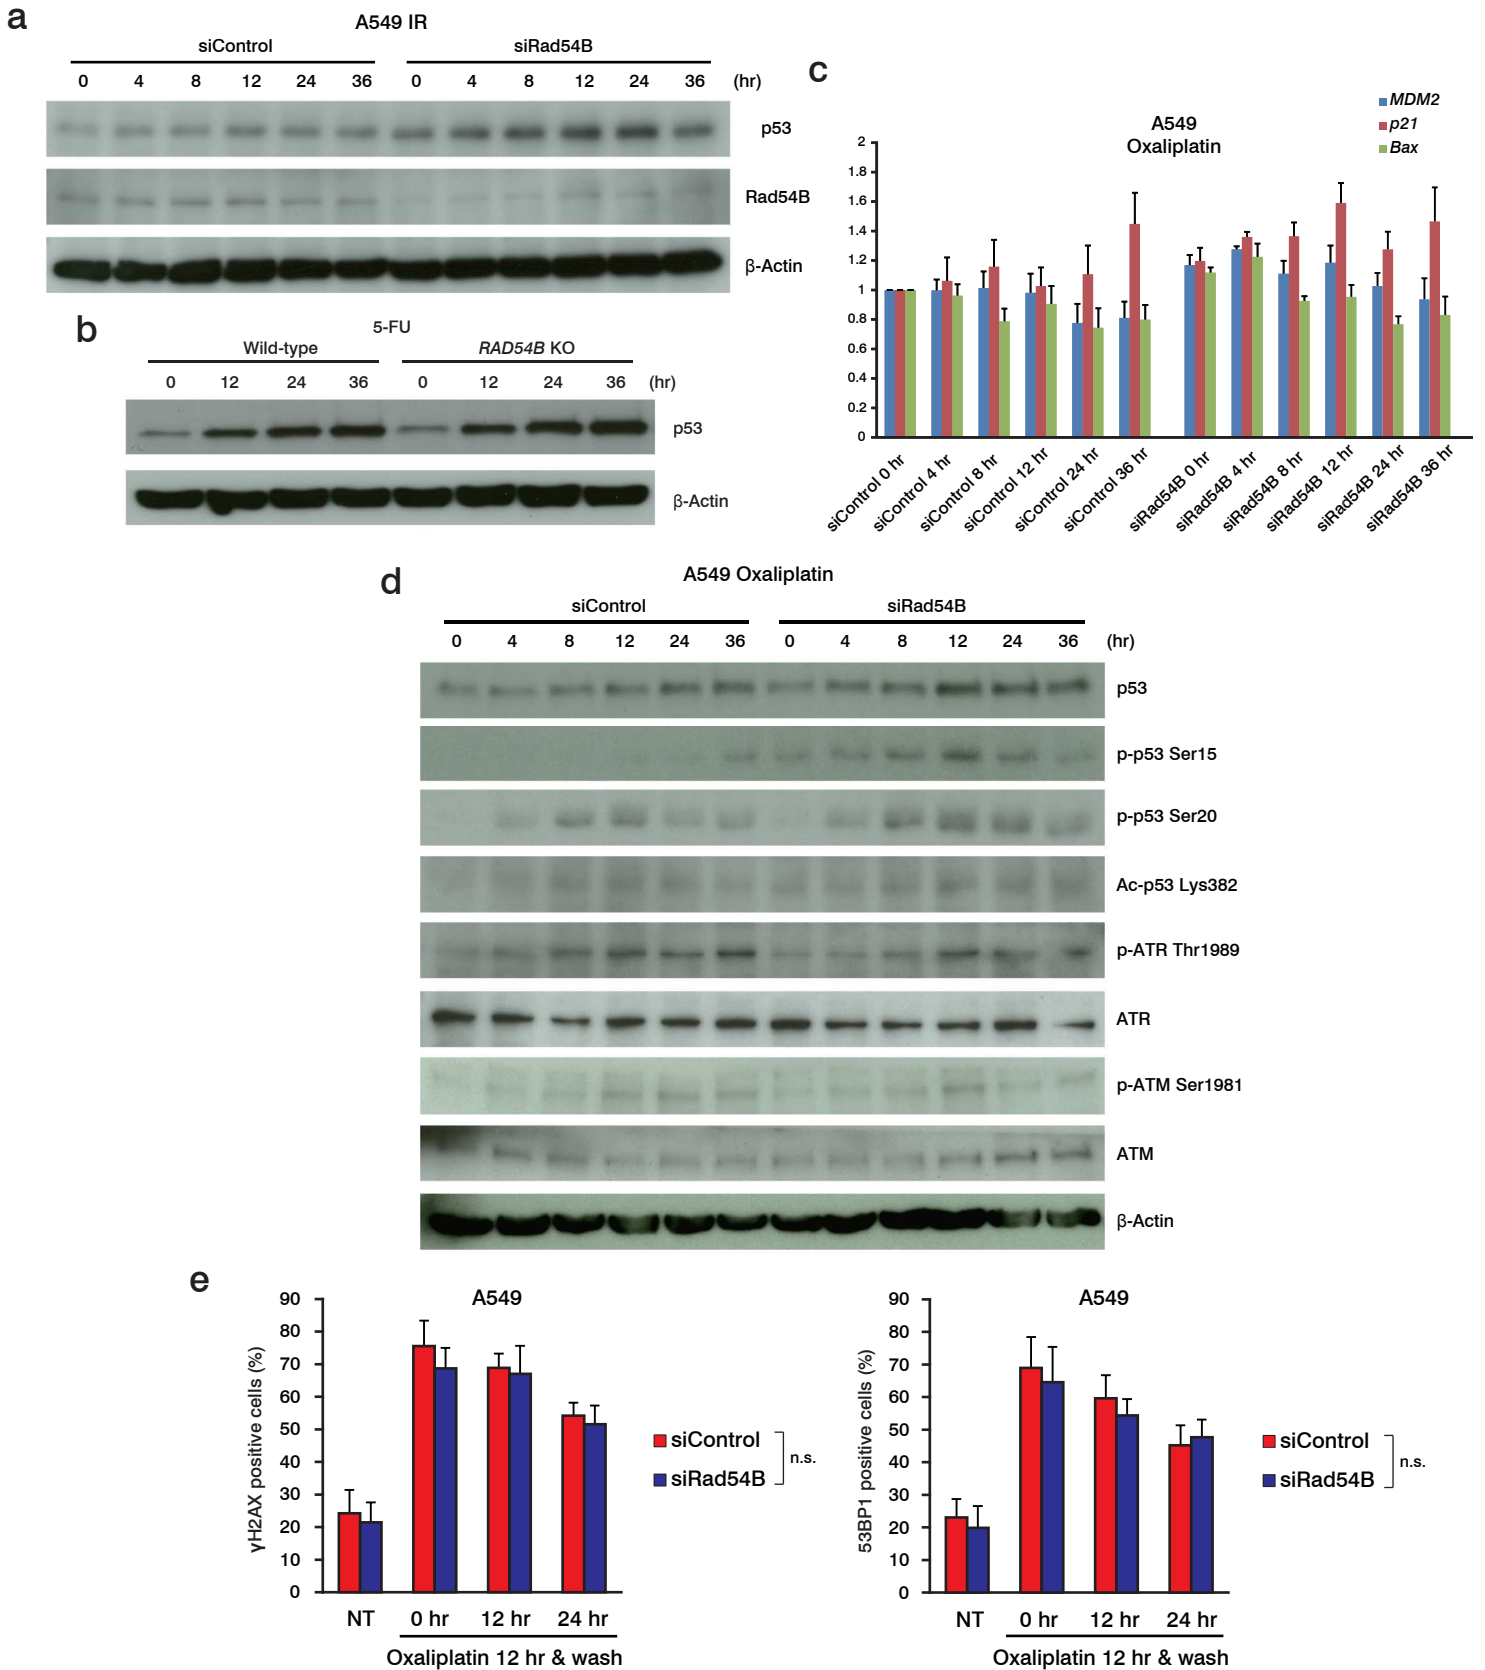 a
A549 IR
siControl siRad54B
0 4 8 12 24 36 0 4 8 12 24 36 (hr)
p53
Rad54B
β-Actin
b
5-FU
Wild-type RAD54B KO
0 12 24 36 0 12 24 36 (hr)
p53
β-Actin
c
A549
Oxaliplatin
MDM2
p21
Bax
2
1.8
1.6
1.4
1.2
1
0.8
0.6
0.4
0.2
0
siControl 0 hr
siControl 4 hr
siControl 8 hr
siControl 12 hr
siControl 24 hr
siControl 36 hr
siRad54B 0 hr
siRad54B 4 hr
siRad54B 8 hr
siRad54B 12 hr
siRad54B 24 hr
siRad54B 36 hr
d
A549 Oxaliplatin
siControl siRad54B
0 4 8 12 24 36 0 4 8 12 24 36 (hr)
p53
p-p53 Ser15
p-p53 Ser20
Ac-p53 Lys382
p-ATR Thr1989
ATR
p-ATM Ser1981
ATM
β-Actin
e
A549
γH2AX positive cells (%)
90
80
70
60
50
40
30
20
10
0
NT 0 hr 12 hr 24 hr
Oxaliplatin 12 hr & wash
siControl
siRad54B
n.s.
A549
53BP1 positive cells (%)
90
80
70
60
50
40
30
20
10
0
NT 0 hr 12 hr 24 hr
Oxaliplatin 12 hr & wash
siControl
siRad54B
n.s.